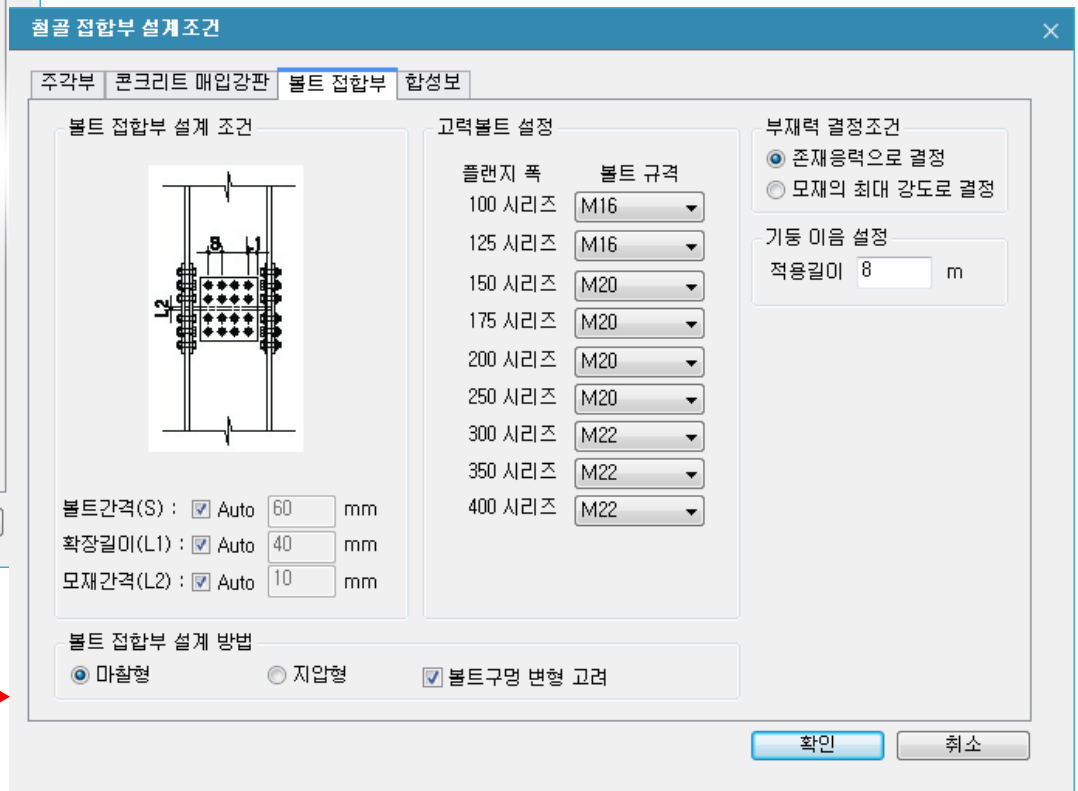 철골 접합부 설계조건
주각부 콘크리트 매입강판 볼트 접합부 합성보
볼트 접합부 설계 조건
S L1
L2
볼트간격(S) : Auto 60 mm
확장길이(L1) : Auto 40 mm
모재간격(L2) : Auto 10 mm
고력볼트 설정
플랜지 폭 볼트 규격
100 시리즈 M16
125 시리즈 M16
150 시리즈 M20
175 시리즈 M20
200 시리즈 M20
250 시리즈 M20
300 시리즈 M22
350 시리즈 M22
400 시리즈 M22
부재력 결정조건
존재응력으로 결정
모재의 최대 강도로 결정
기둥 이음 설정
적용길이 8 m
볼트 접합부 설계 방법
마찰형 지압형 볼트구멍 변형 고려
확인 취소